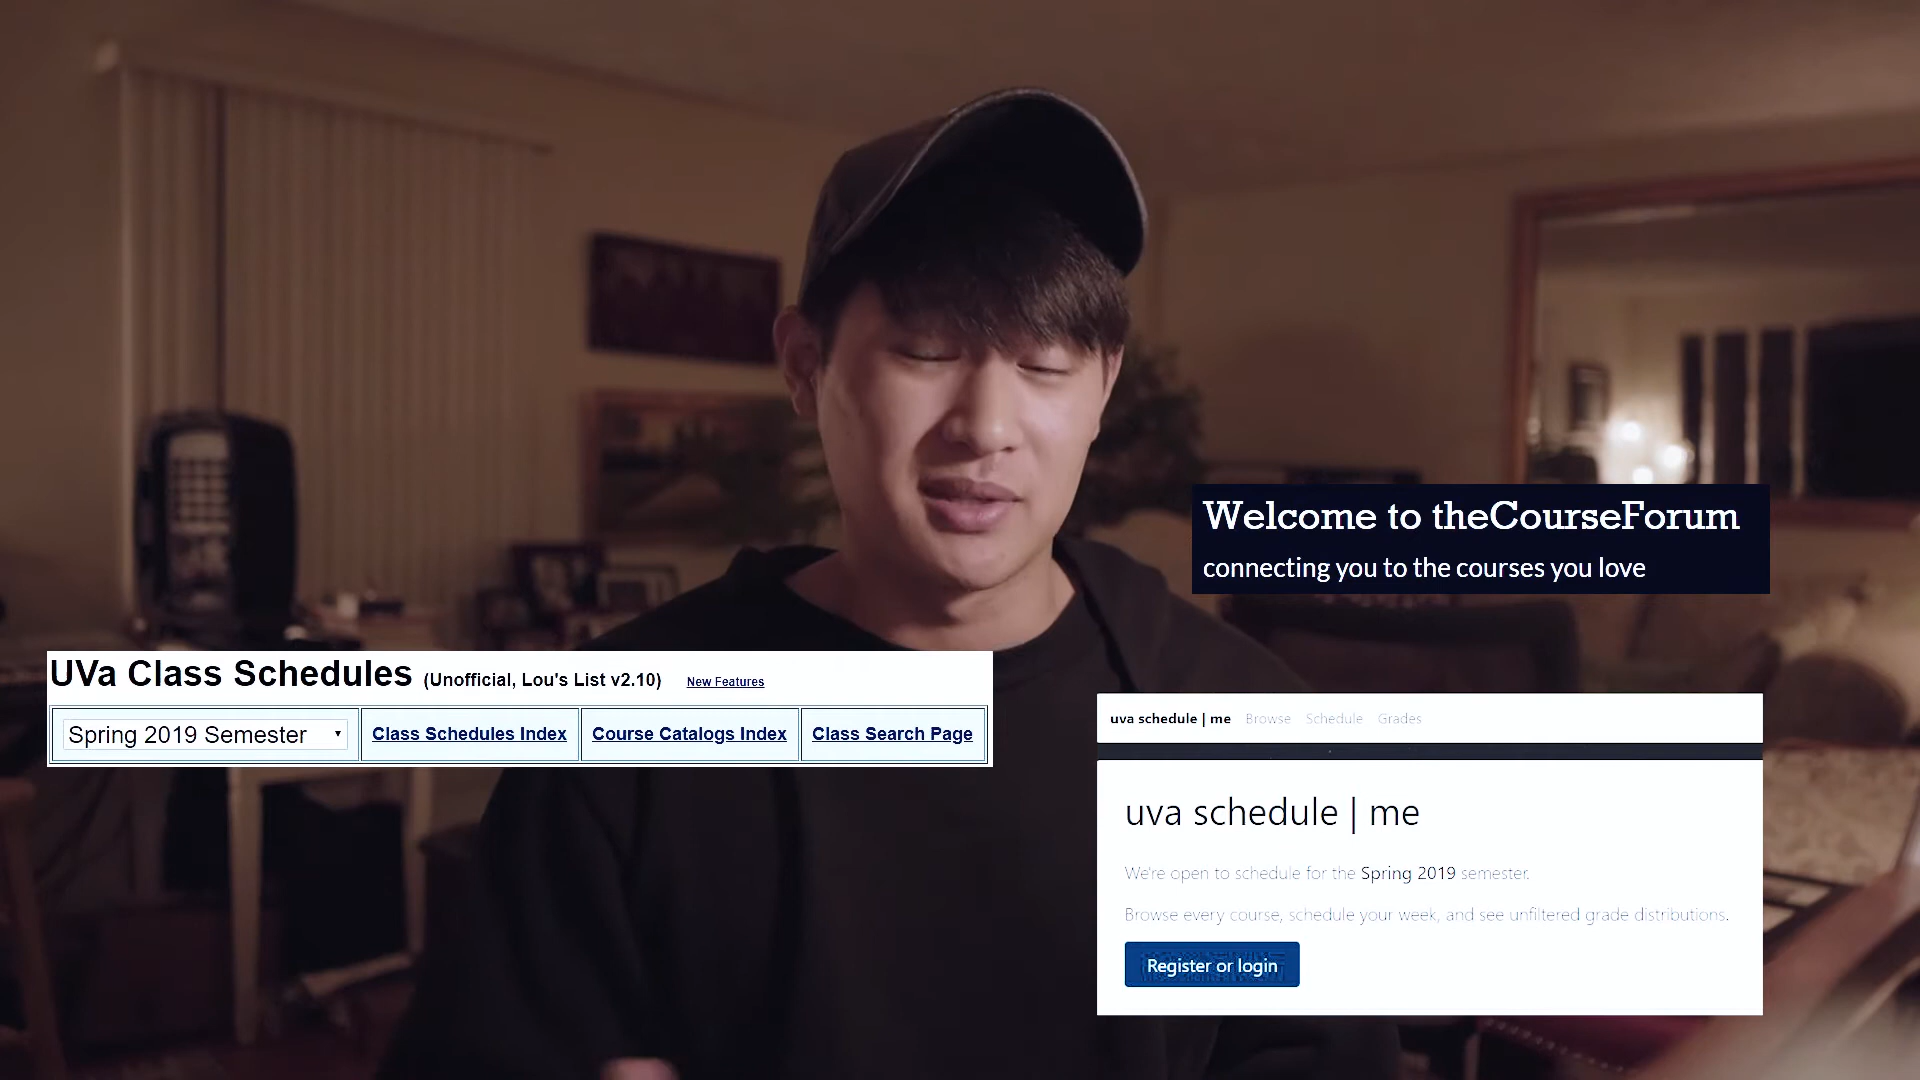 Welcome to theCourseForum
connecting you to the courses you love
UVa Class Schedules (Unofficial, Lou's List v2.10) New Features
Spring 2019 Semester Class Schedules Index Course Catalogs Index Class Search Page
uva schedule | me Browse Schedule Grades
uva schedule | me
We're open to schedule for the Spring 2019 semester.
Browse every course, schedule your week, and see unfiltered grade distributions.
Register or login